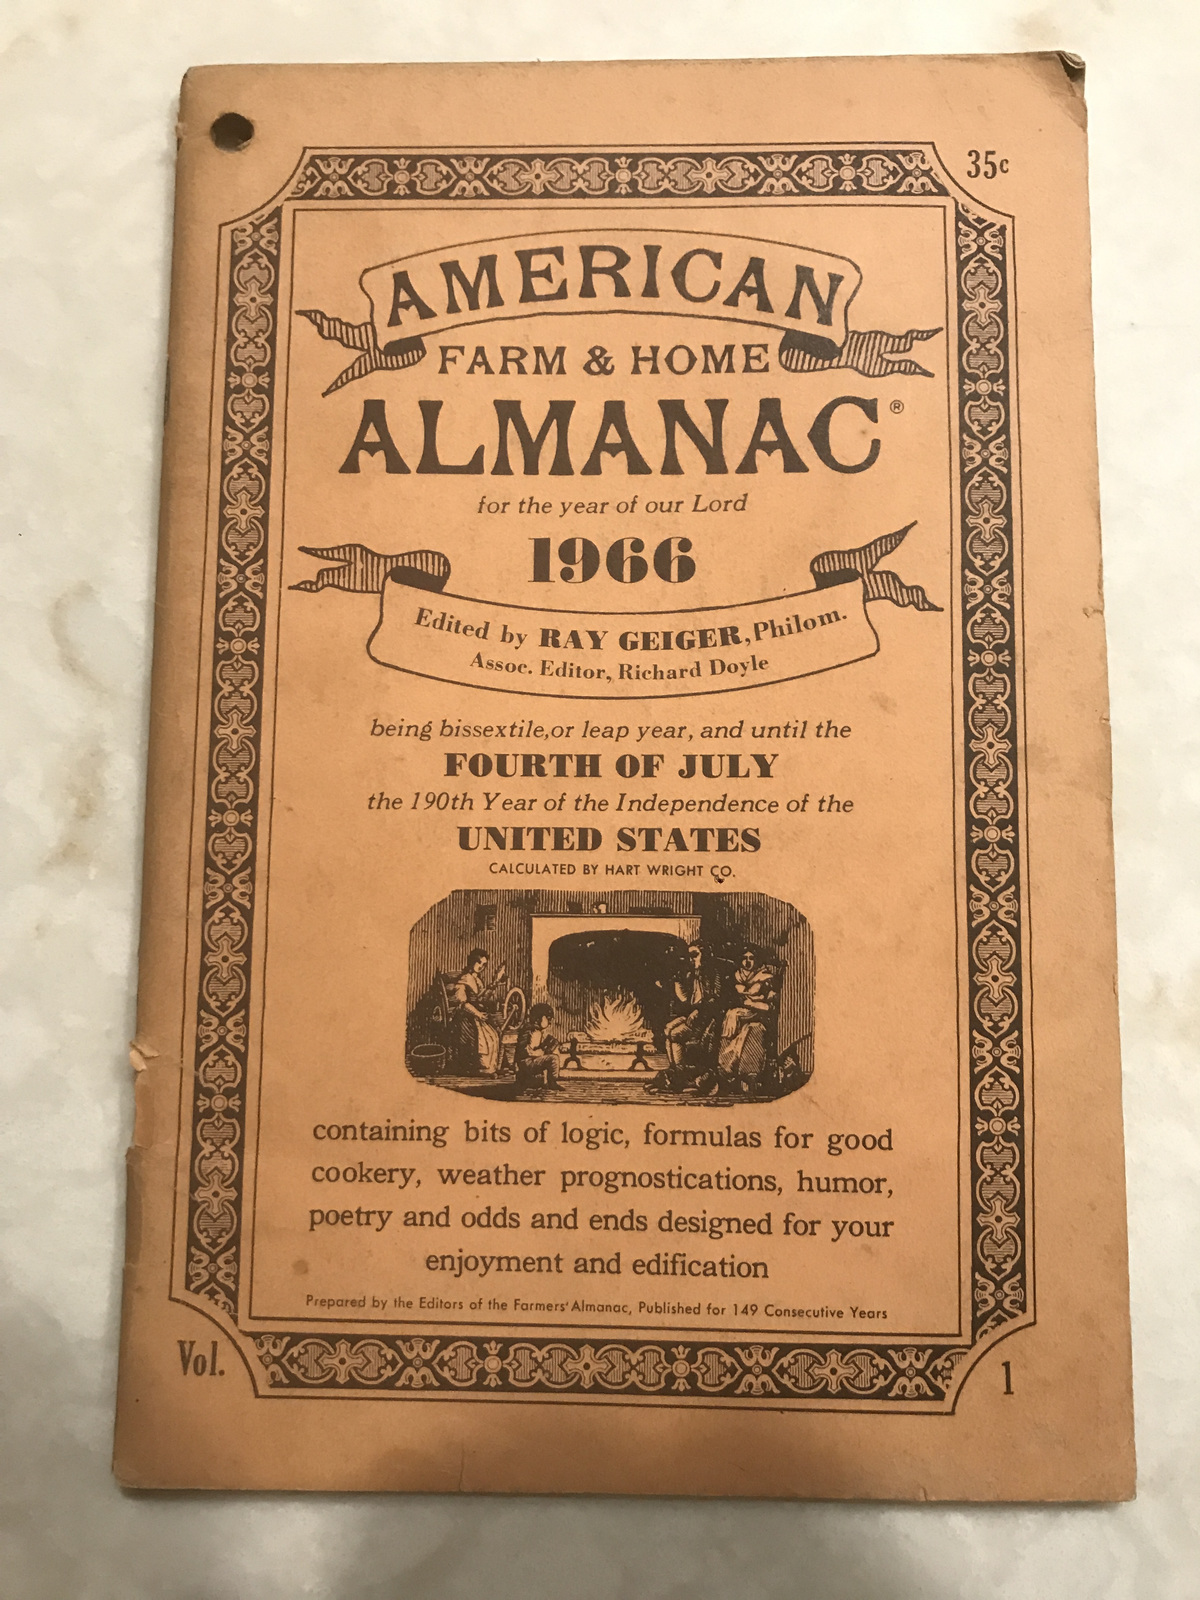 35c
AMERICAN
FARM & HOME
ALMANAC®
for the year of our Lord
1966
Edited by RAY GEIGER, Philom.
Assoc. Editor, Richard Doyle
being bissextile, or leap year, and until the
FOURTH OF JULY
the 190th Year of the Independence of the
UNITED STATES
CALCULATED BY HART WRIGHT CO.
containing bits of logic, formulas for good
cookery, weather prognostications, humor,
poetry and odds and ends designed for your
enjoyment and edification
Prepared by the Editors of the Farmers' Almanac, Published for 149 Consecutive Years
Vol. 1